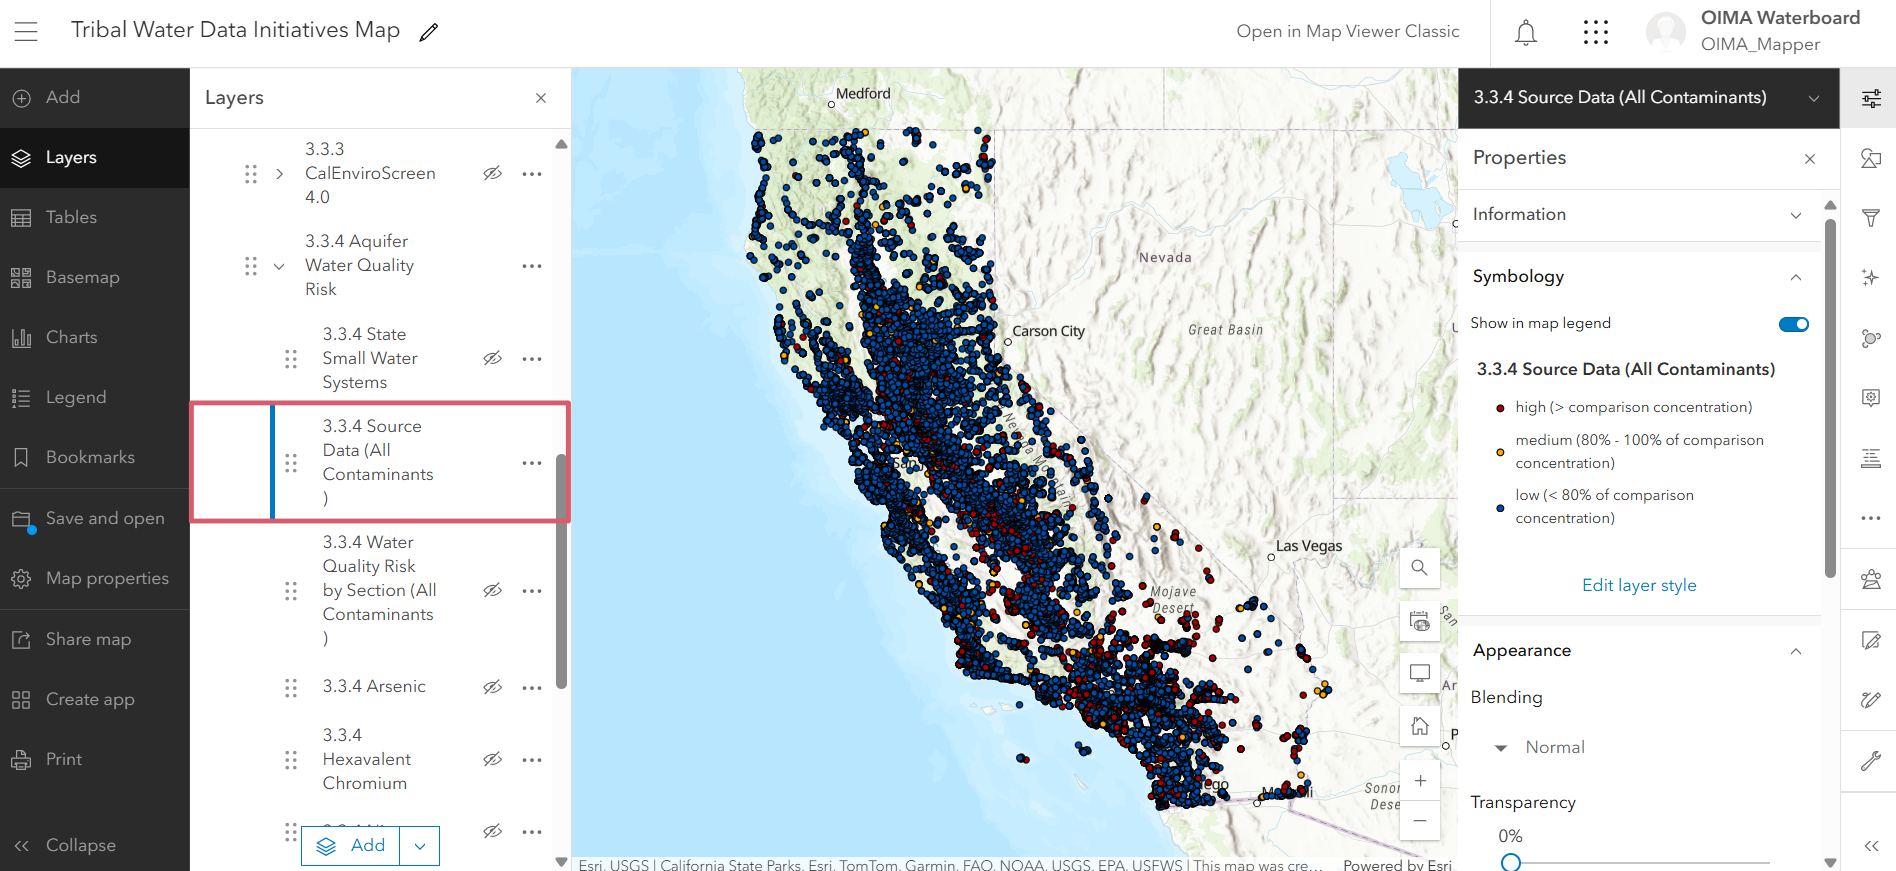 Tribal Water Data Initiatives Map
Open in Map Viewer Classic
OIMA Waterboard
OIMA_Mapper
Add
Layers
Tables
Basemap
Charts
Legend
Bookmarks
Save and open
Map properties
Share map
Create app
Print
Collapse
Layers
3.3.3
CalEnviroScreen
4.0
3.3.4 Aquifer
Water Quality
Risk
3.3.4 State
Small Water
Systems
3.3.4 Source
Data (All
Contaminants
)
3.3.4 Water
Quality Risk
by Section (All
Contaminants
)
3.3.4 Arsenic
3.3.4
Hexavalent
Chromium
Add
Medford
Nevada
Carson City
Great Basin
Las Vegas
Mojave
Desert
Esri, USGS | California State Parks, Esri, TomTom, Garmin, FAO, NOAA, USGS, EPA, USFWS | This map was cre...
Powered by Esri
3.3.4 Source Data (All Contaminants)
Properties
Information
Symbology
Show in map legend
3.3.4 Source Data (All Contaminants)
high (> comparison concentration)
medium (80% - 100% of comparison
concentration)
low (< 80% of comparison
concentration)
Edit layer style
Appearance
Blending
Normal
Transparency
0%